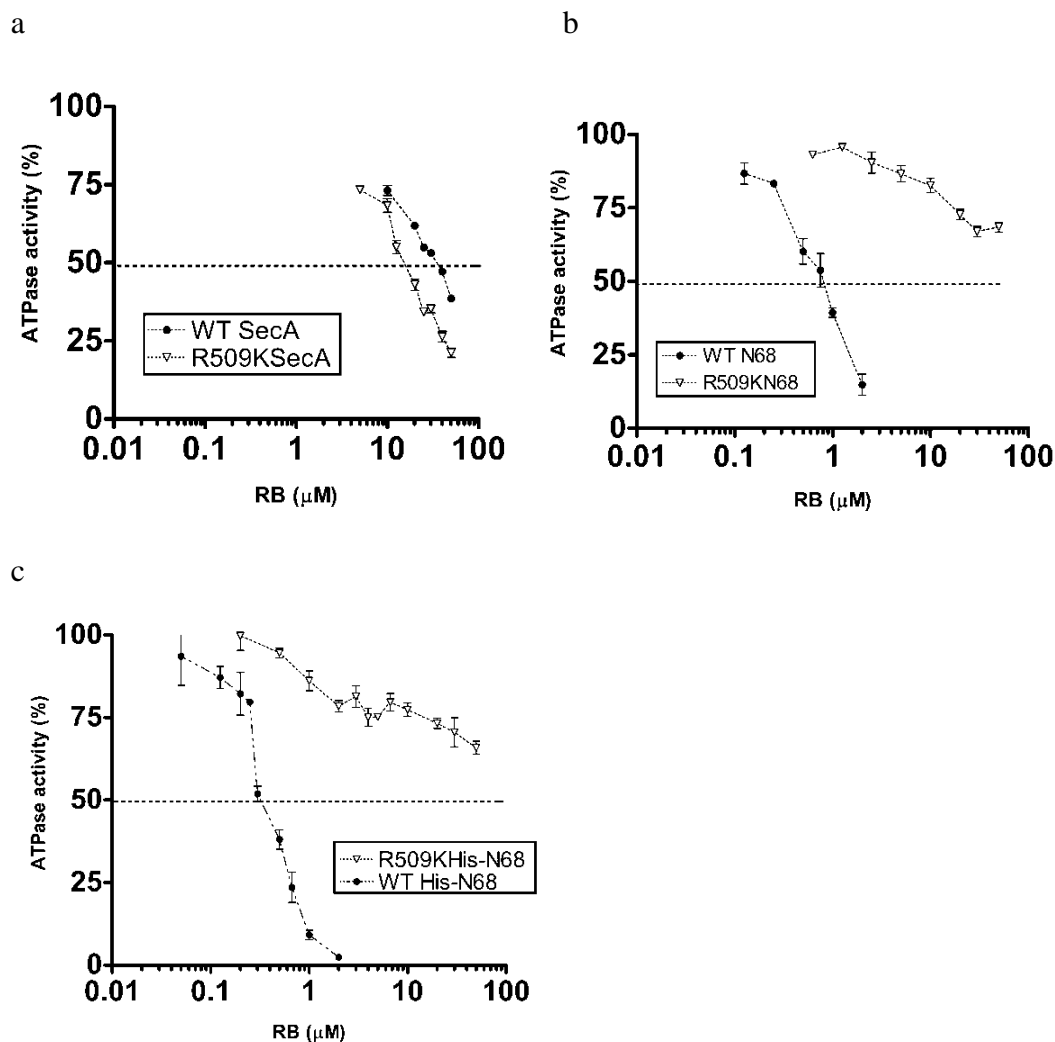 a
100
75
50
25
0
ATPase activity (%)
WT SecA
R509KSecA
0.01 0.1 1 10 100
RB (μM)
b
100
75
50
25
0
ATPase activity (%)
WT N68
R509KN68
0.01 0.1 1 10 100
RB (μM)
c
100
75
50
25
0
ATPase activity (%)
R509KHis-N68
WT His-N68
0.01 0.1 1 10 100
RB (μM)